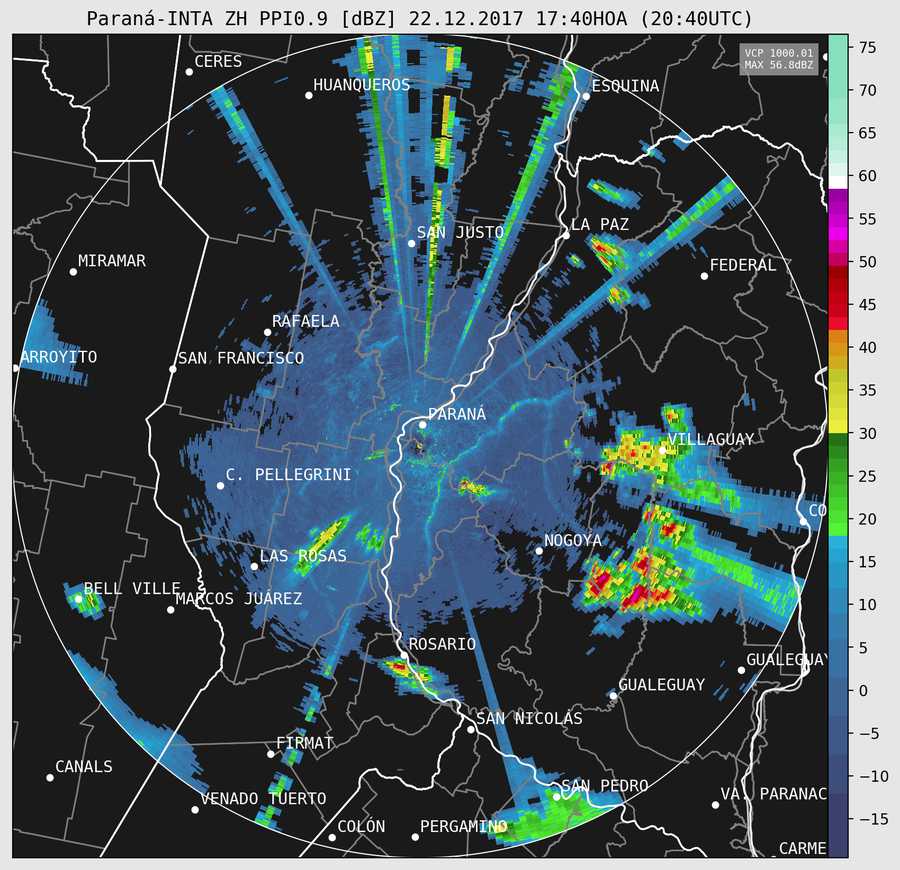 Paraná-INTA ZH PPI0.9 [dBZ] 22.12.2017 17:40HOA (20:40UTC)
VCP 1000.01
MAX 56.8dBZ
CERES
HUANQUEROS
ESQUINA
SAN JUSTO
LA PAZ
MIRAMAR
FEDERAL
RAFAELA
ARROYITO
SAN FRANCISCO
PARANÁ
VILLAGUAY
C. PELLEGRINI
CO
NOGOYA
LAS ROSAS
BELL VILLE
MARCOS JUÁREZ
ROSARIO
GUALEGUAY
GUALEGUAY
SAN NICOLÁS
FIRMAT
CANALS
SAN PEDRO
VENADO TUERTO
VA. PARANAC
COLÓN
PERGAMINO
CARME
75
70
65
60
55
50
45
40
35
30
25
20
15
10
5
0
−5
−10
−15